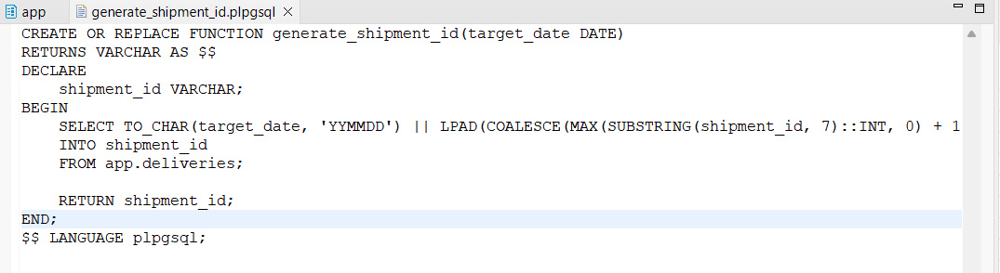 app
generate_shipment_id.plpgsql
CREATE OR REPLACE FUNCTION generate_shipment_id(target_date DATE)
RETURNS VARCHAR AS $$
DECLARE
    shipment_id VARCHAR;
BEGIN
    SELECT TO_CHAR(target_date, 'YYMMDD') || LPAD(COALESCE(MAX(SUBSTRING(shipment_id, 7)::INT, 0) + 1
    INTO shipment_id
    FROM app.deliveries;

    RETURN shipment_id;
END;
$$ LANGUAGE plpgsql;